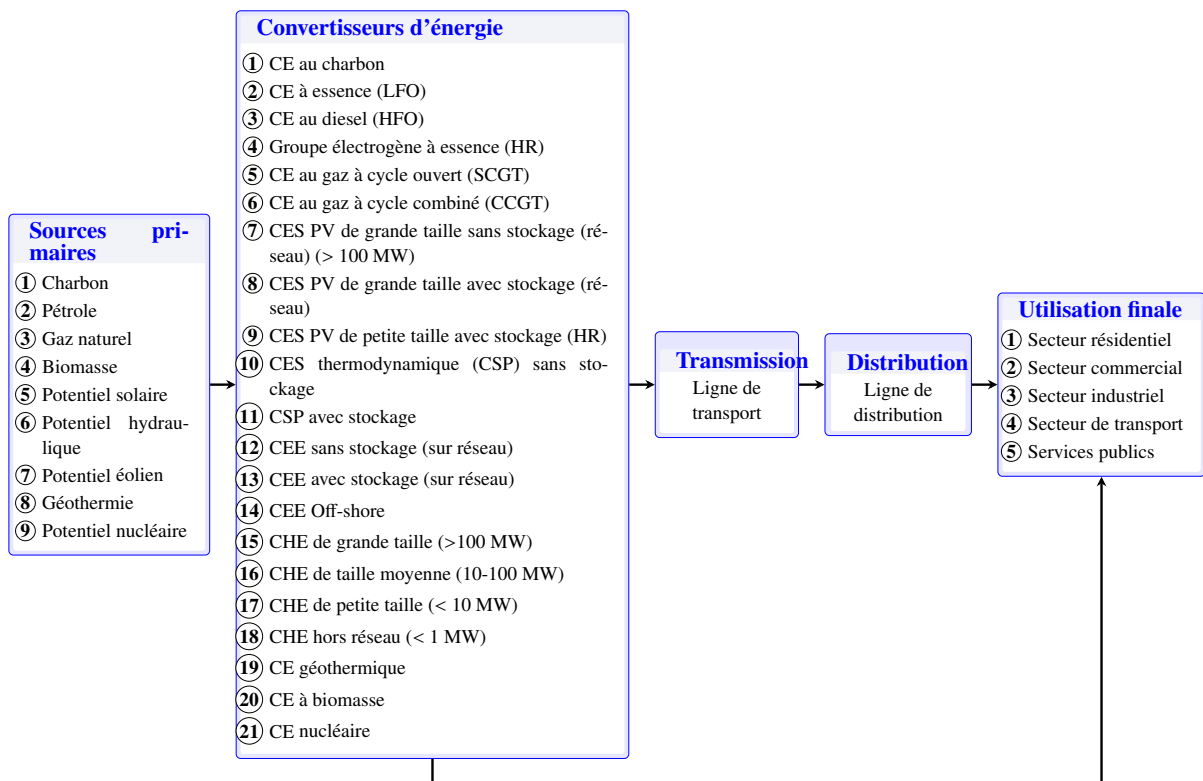 Sources pri-
maires
1 Charbon
2 Pétrole
3 Gaz naturel
4 Biomasse
5 Potentiel solaire
6 Potentiel hydrau-
lique
7 Potentiel éolien
8 Géothermie
9 Potentiel nucléaire
Convertisseurs d’énergie
1 CE au charbon
2 CE à essence (LFO)
3 CE au diesel (HFO)
4 Groupe électrogène à essence (HR)
5 CE au gaz à cycle ouvert (SCGT)
6 CE au gaz à cycle combiné (CCGT)
7 CES PV de grande taille sans stockage (ré-
seau) (> 100 MW)
8 CES PV de grande taille avec stockage (ré-
seau)
9 CES PV de petite taille avec stockage (HR)
10 CES thermodynamique (CSP) sans sto-
ckage
11 CSP avec stockage
12 CEE sans stockage (sur réseau)
13 CEE avec stockage (sur réseau)
14 CEE Off-shore
15 CHE de grande taille (>100 MW)
16 CHE de taille moyenne (10-100 MW)
17 CHE de petite taille (< 10 MW)
18 CHE hors réseau (< 1 MW)
19 CE géothermique
20 CE à biomasse
21 CE nucléaire
Transmission
Ligne de
transport
Distribution
Ligne de
distribution
Utilisation finale
1 Secteur résidentiel
2 Secteur commercial
3 Secteur industriel
4 Secteur de transport
5 Services publics